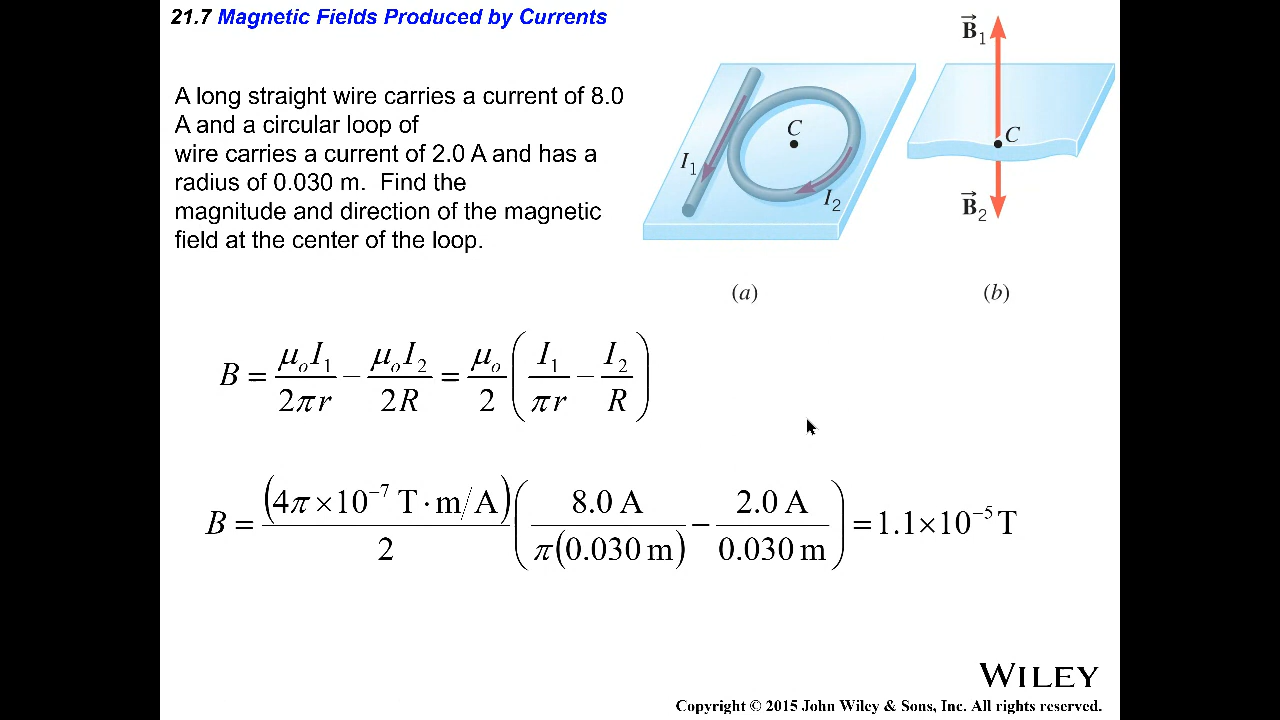 21.7 Magnetic Fields Produced by Currents
A long straight wire carries a current of 8.0
A and a circular loop of
wire carries a current of 2.0 A and has a
radius of 0.030 m. Find the
magnitude and direction of the magnetic
field at the center of the loop.
I₁
C
I₂
(a)
B⃗₁
C
B⃗₂
(b)
B = μₒI₁/2πr − μₒI₂/2R = μₒ/2 (I₁/πr − I₂/R)
B = (4π×10⁻⁷ T·m/A)/2 (8.0 A/π(0.030 m) − 2.0 A/0.030 m) = 1.1×10⁻⁵ T
WILEY
Copyright © 2015 John Wiley & Sons, Inc. All rights reserved.